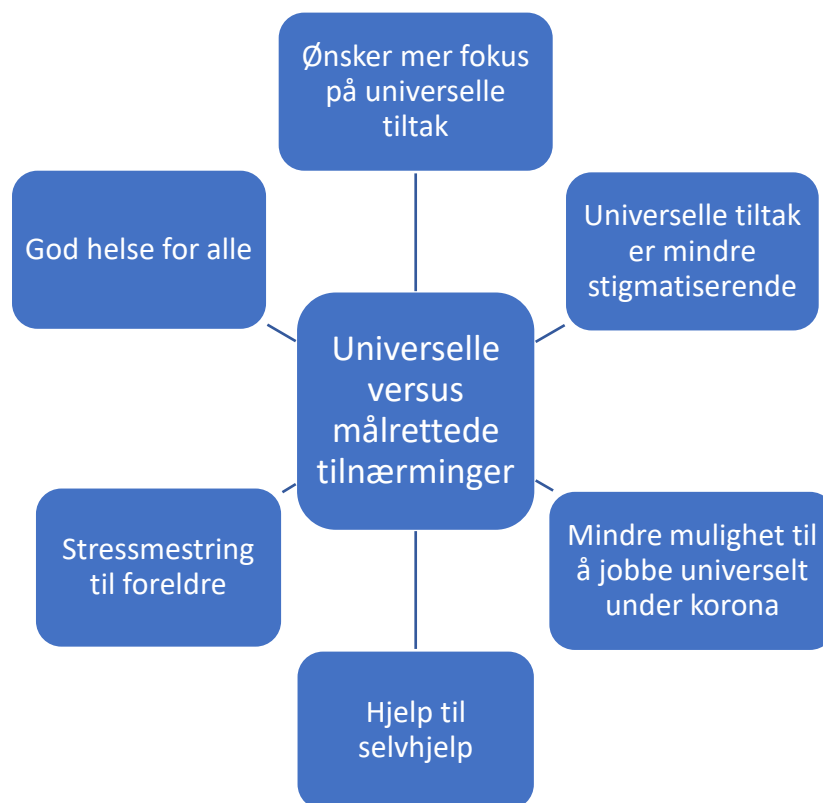 Ønsker mer fokus
på universelle
tiltak
God helse for alle
Universelle tiltak
er mindre
stigmatiserende
Universelle
versus
målrettede
tilnærminger
Stressmestring
til foreldre
Mindre mulighet til
å jobbe universelt
under korona
Hjelp til
selvhjelp